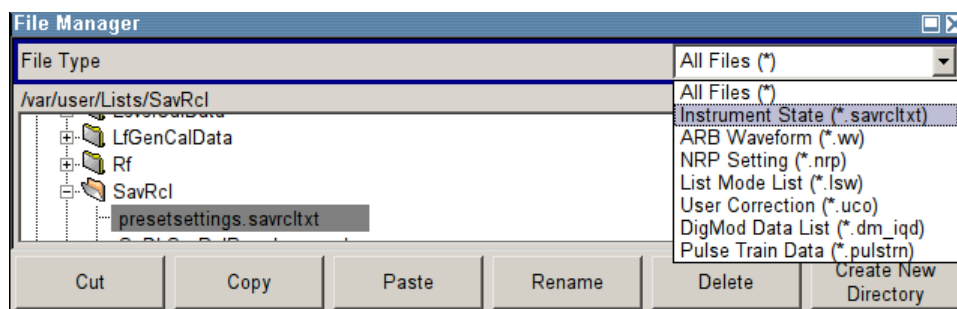 File Manager
File Type
All Files (*)
/var/user/Lists/SavRcl
All Files (*)
Instrument State (*.savrcltxt)
ARB Waveform (*.wv)
NRP Setting (*.nrp)
List Mode List (*.lsw)
User Correction (*.uco)
DigMod Data List (*.dm_iqd)
Pulse Train Data (*.pulstrn)
LfGenCalData
Rf
SavRcl
presetsettings.savrcltxt
Cut
Copy
Paste
Rename
Delete
Create New
Directory